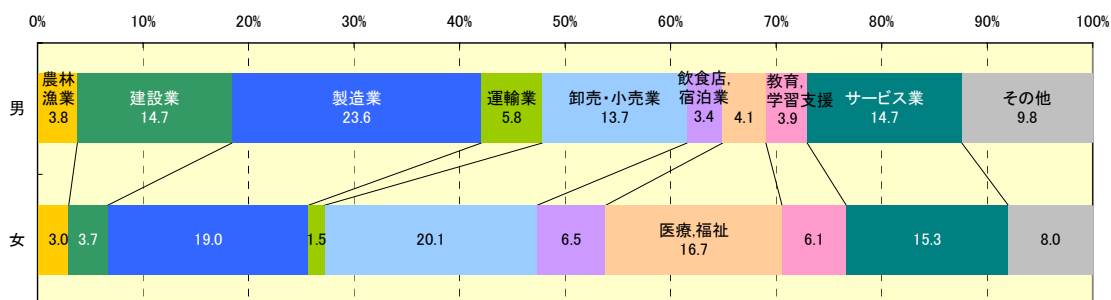 0% 10% 20% 30% 40% 50% 60% 70% 80% 90% 100%
男
農林
漁業
3.8
建設業
14.7
製造業
23.6
運輸業
5.8
卸売・小売業
13.7
飲食店,
宿泊業
3.4
4.1
教育,
学習支援
3.9
サービス業
14.7
その他
9.8
女
3.0
3.7
19.0
1.5
20.1
6.5
医療,福祉
16.7
6.1
15.3
8.0